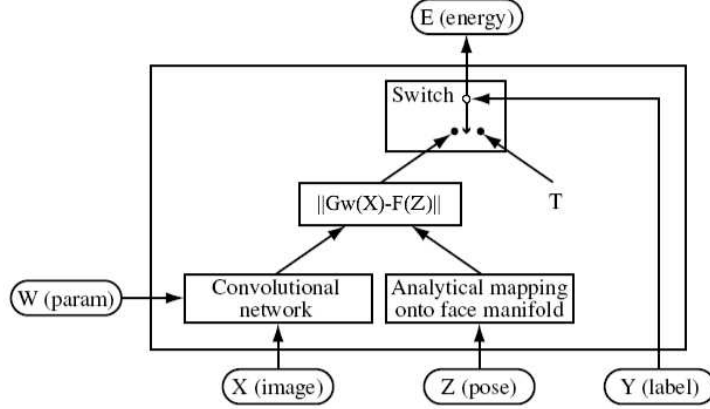 E (energy)
Switch
||Gw(X)-F(Z)||
T
W (param)
Convolutional
network
Analytical mapping
onto face manifold
X (image)
Z (pose)
Y (label)